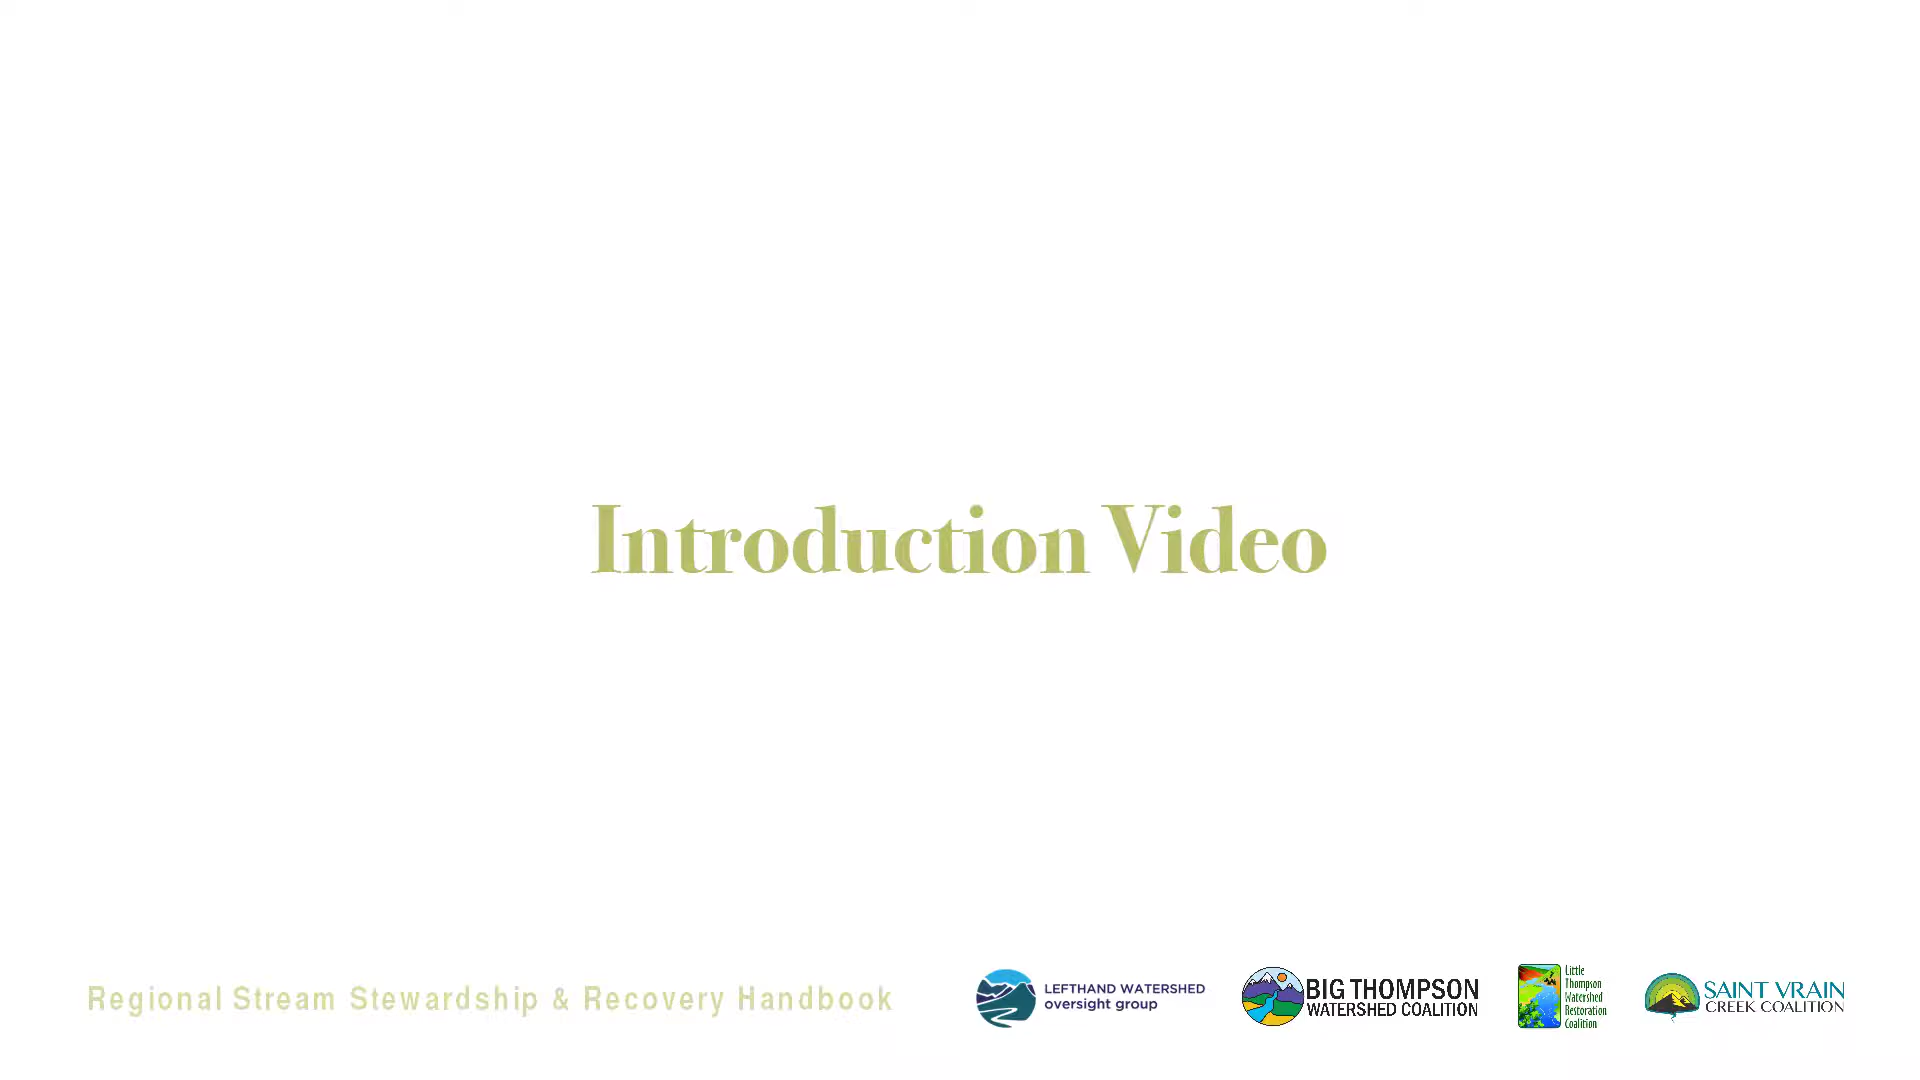 Introduction Video
Regional Stream Stewardship & Recovery Handbook
LEFTHAND WATERSHED
oversight group
BIG THOMPSON
WATERSHED COALITION
Little
Thompson
Watershed
Restoration
Coalition
SAINT VRAIN
CREEK COALITION